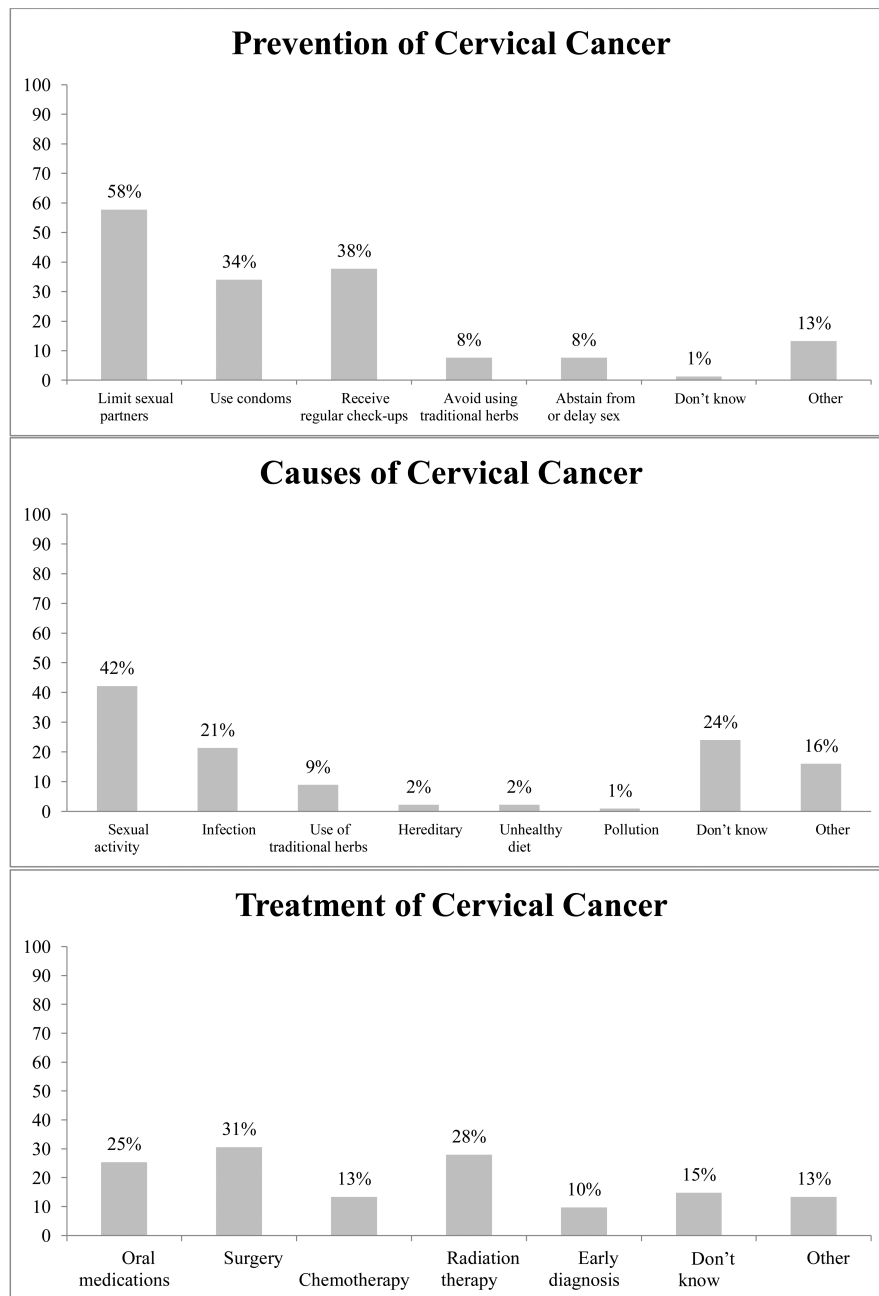 Prevention of Cervical Cancer
100
90
80
70
60
50
40
30
20
10
0
58%
34%
38%
8%
8%
1%
13%
Limit sexual
partners
Use condoms
Receive
regular check-ups
Avoid using
traditional herbs
Abstain from
or delay sex
Don’t know
Other
Causes of Cervical Cancer
100
90
80
70
60
50
40
30
20
10
0
42%
21%
9%
2%
2%
1%
24%
16%
Sexual
activity
Infection
Use of
traditional herbs
Hereditary
Unhealthy
diet
Pollution
Don’t know
Other
Treatment of Cervical Cancer
100
90
80
70
60
50
40
30
20
10
0
25%
31%
13%
28%
10%
15%
13%
Oral
medications
Surgery
Chemotherapy
Radiation
therapy
Early
diagnosis
Don’t
know
Other